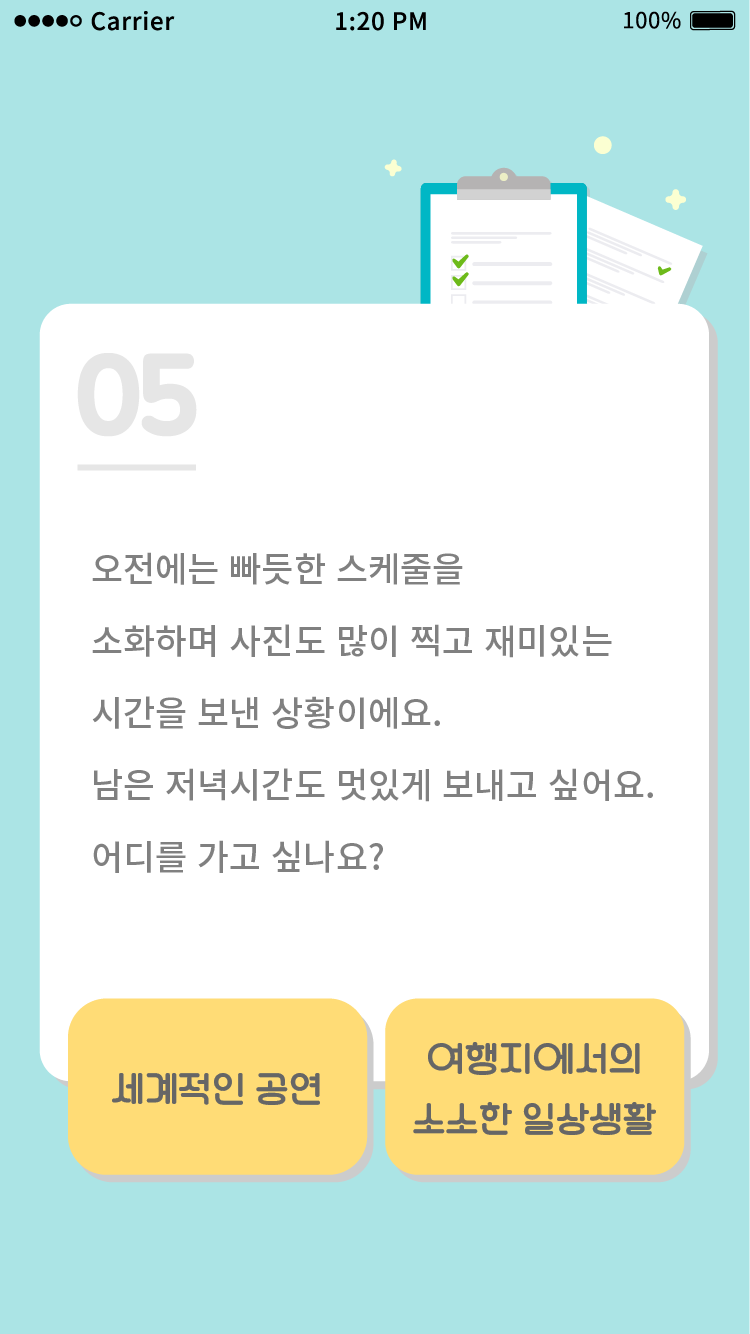 Carrier 1:20 PM 100%
05
오전에는 빠듯한 스케줄을
소화하며 사진도 많이 찍고 재미있는
시간을 보낸 상황이에요.
남은 저녁시간도 멋있게 보내고 싶어요.
어디를 가고 싶나요?
세계적인 공연
여행지에서의
소소한 일상생활